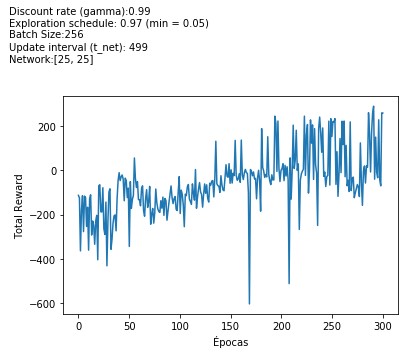 Discount rate (gamma):0.99
Exploration schedule: 0.97 (min = 0.05)
Batch Size:256
Update interval (t_net): 499
Network:[25, 25]
200
0
−200
−400
−600
Total Reward
0 50 100 150 200 250 300
Épocas